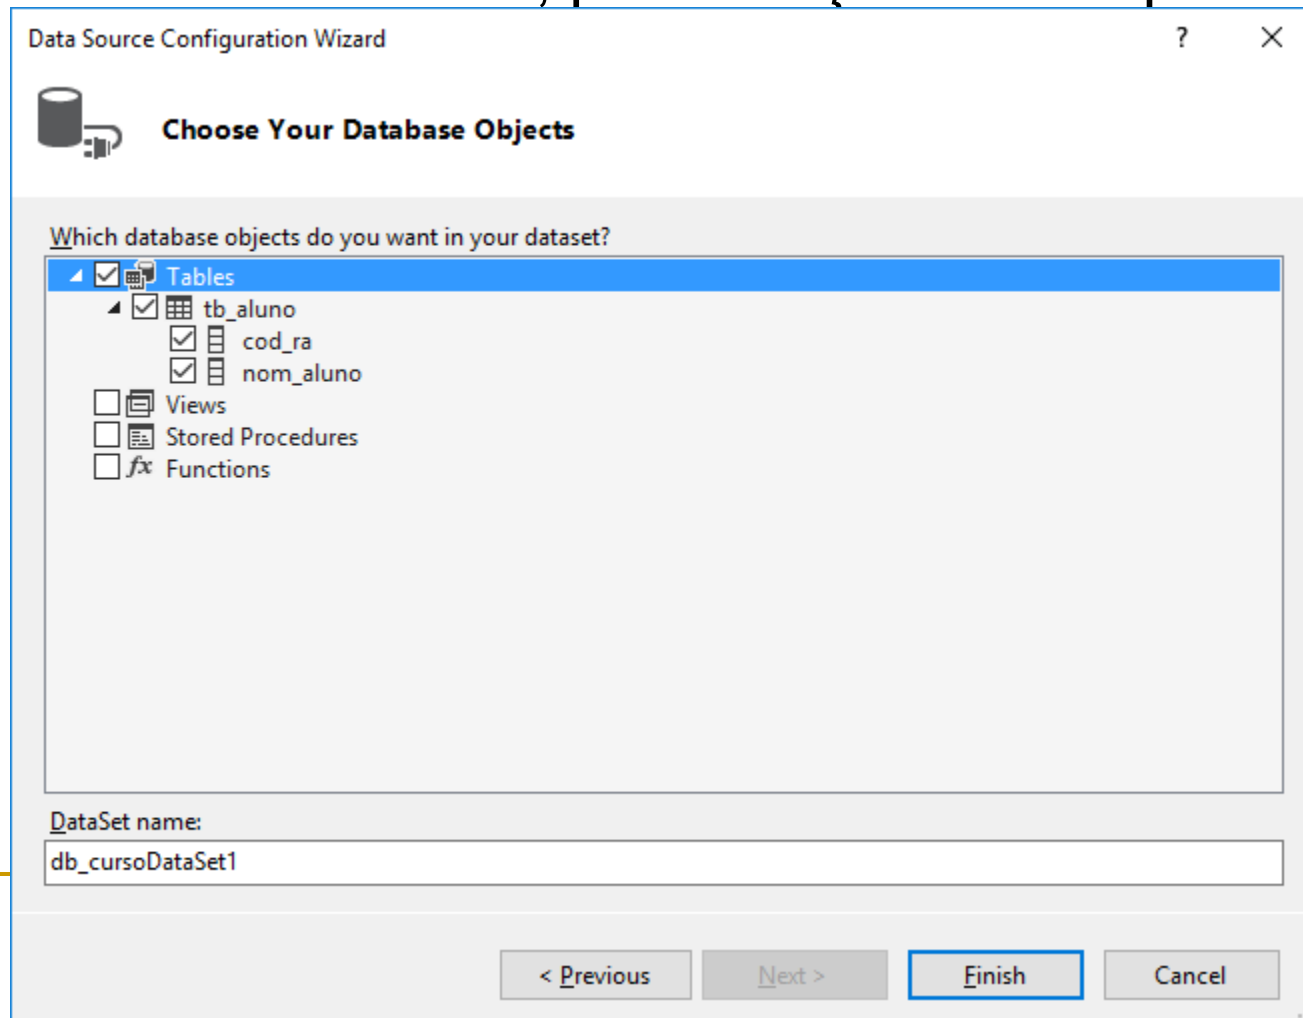 Data Source Configuration Wizard ?
Choose Your Database Objects
Which database objects do you want in your dataset?
Tables
tb_aluno
cod_ra
nom_aluno
Views
Stored Procedures
fx Functions
DataSet name:
db_cursoDataSet1
< Previous Next > Finish Cancel